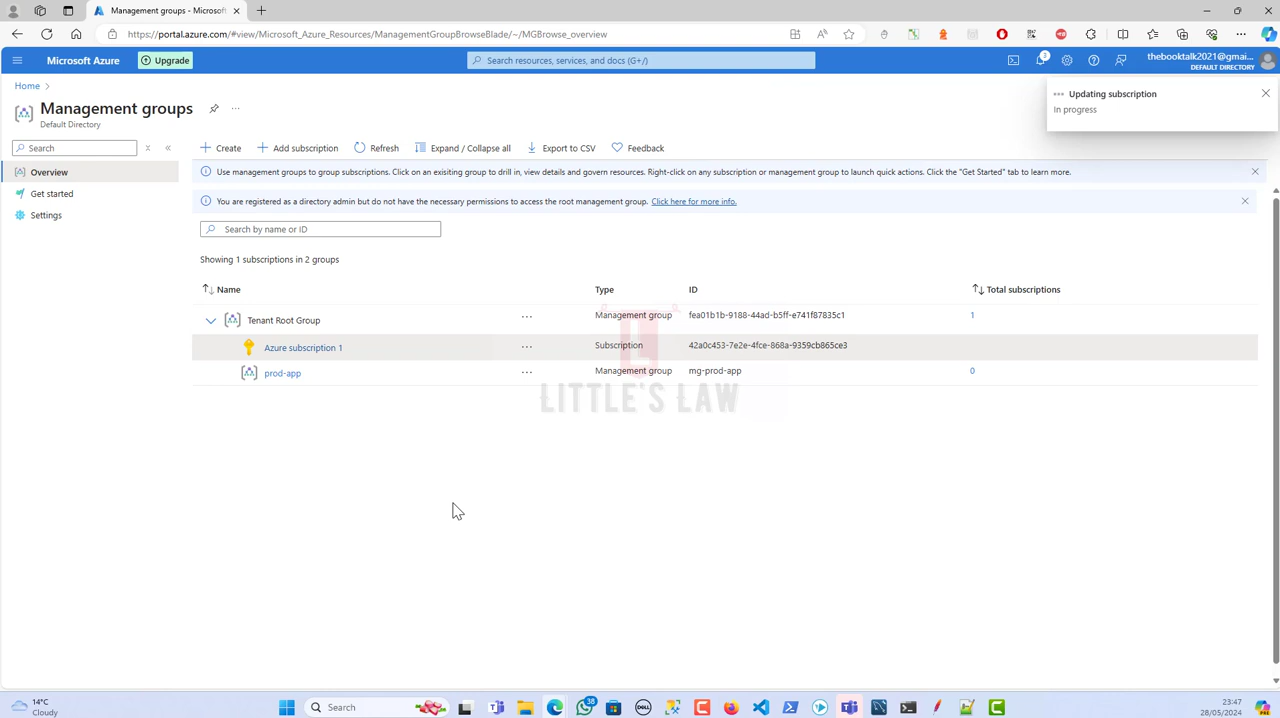 Management groups - Microsof
https://portal.azure.com/#view/Microsoft_Azure_Resources/ManagementGroupBrowseBlade/~/MGBrowse_overview
Microsoft Azure
Upgrade
Search resources, services, and docs (G+/)
3
thebooktalk2021@gmai...
DEFAULT DIRECTORY
Home
Updating subscription
In progress
Management groups
Default Directory
Search
Create
Add subscription
Refresh
Expand / Collapse all
Export to CSV
Feedback
Overview
Get started
Settings
Use management groups to group subscriptions. Click on an exisiting group to drill in, view details and govern resources. Right-click on any subscription or management group to launch quick actions. Click the "Get Started" tab to learn more.
You are registered as a directory admin but do not have the necessary permissions to access the root management group. Click here for more info.
Search by name or ID
Showing 1 subscriptions in 2 groups
Name Type ID Total subscriptions
Tenant Root Group ... Management group fea01b1b-9188-44ad-b5ff-e741f87835c1 1
Azure subscription 1 ... Subscription 42a0c453-7e2e-4fce-868a-9359cb865ce3
prod-app ... Management group mg-prod-app 0
L
LITTLE'S LAW
14°C
Cloudy
Search
38
DELL
23:47
28/05/2024